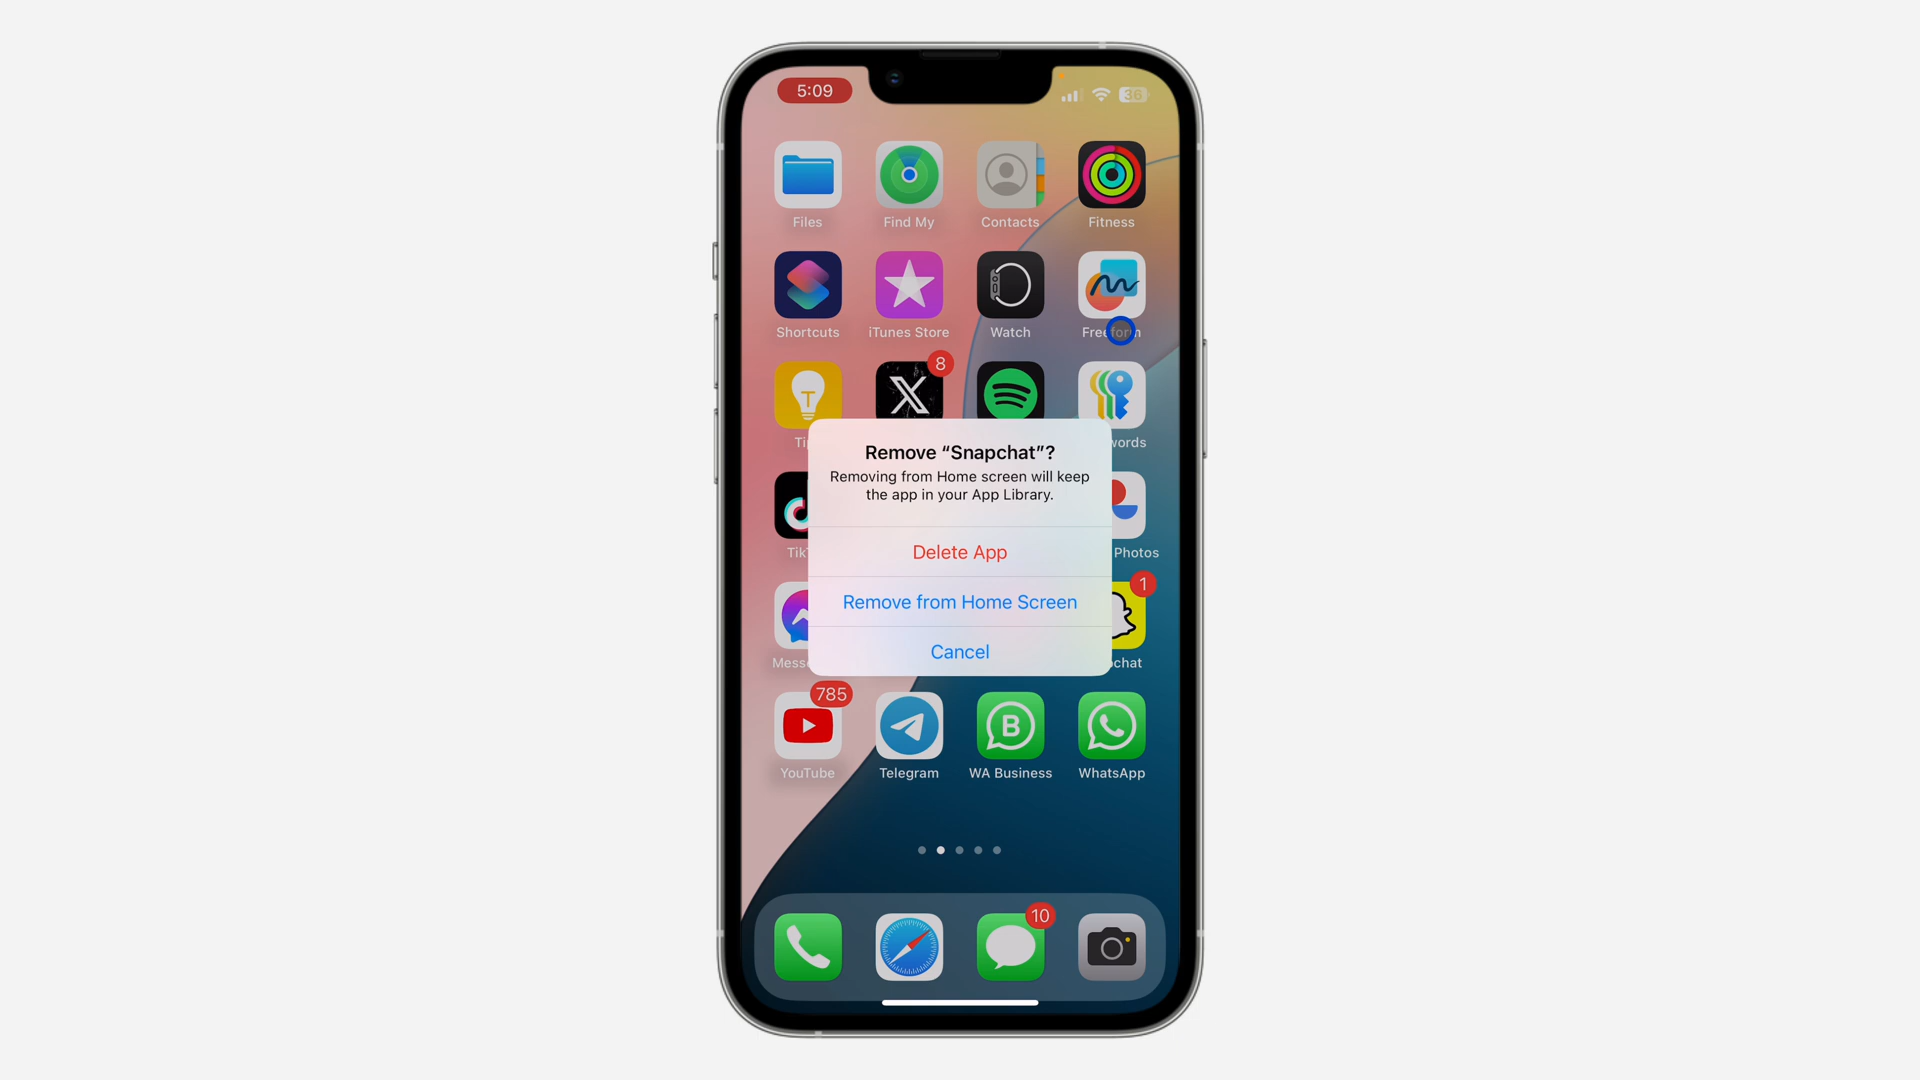 5:09
36
Files Find My Contacts Fitness
Shortcuts iTunes Store Watch Freeform
8
T
X
Remove “Snapchat”?
Removing from Home screen will keep
the app in your App Library.
Delete App
Photos
Remove from Home Screen
1
Cancel
785
B
YouTube Telegram WA Business WhatsApp
10